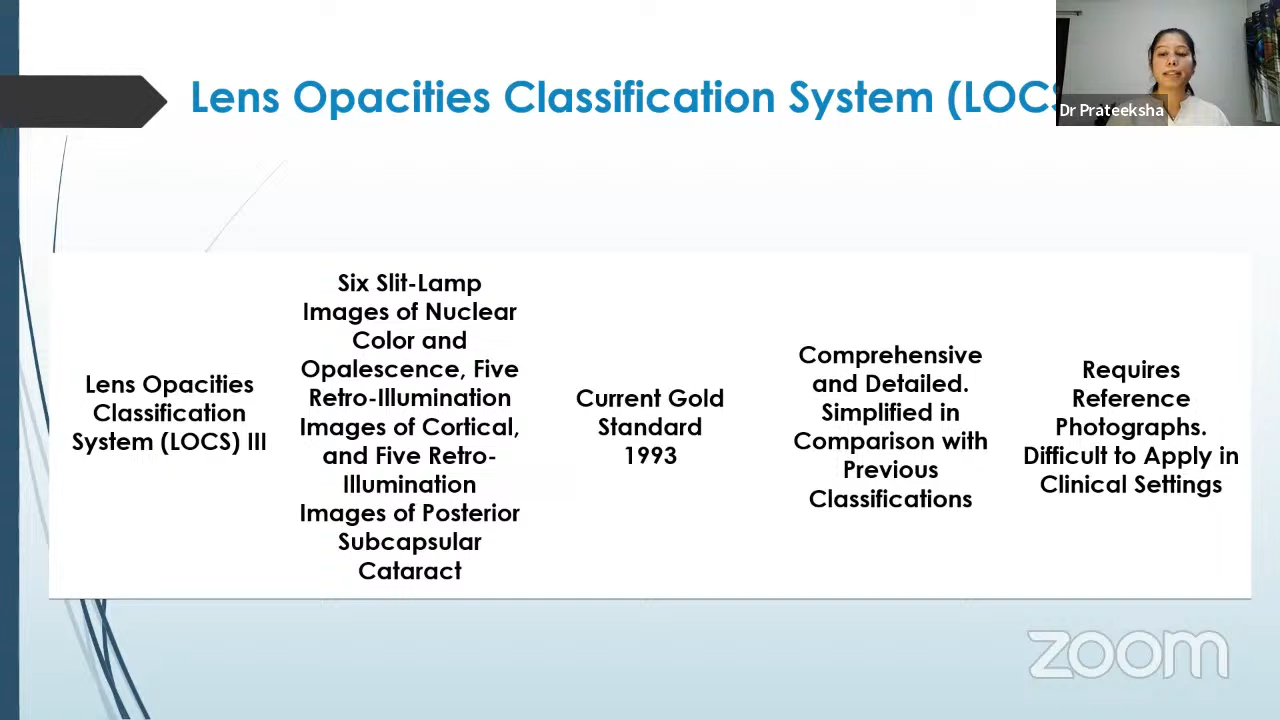 Lens Opacities Classification System (LOCS
Dr Prateeksha
Lens Opacities
Classification
System (LOCS) III
Six Slit-Lamp
Images of Nuclear
Color and
Opalescence, Five
Retro-Illumination
Images of Cortical,
and Five Retro-
Illumination
Images of Posterior
Subcapsular
Cataract
Current Gold
Standard
1993
Comprehensive
and Detailed.
Simplified in
Comparison with
Previous
Classifications
Requires
Reference
Photographs.
Difficult to Apply in
Clinical Settings
zoom